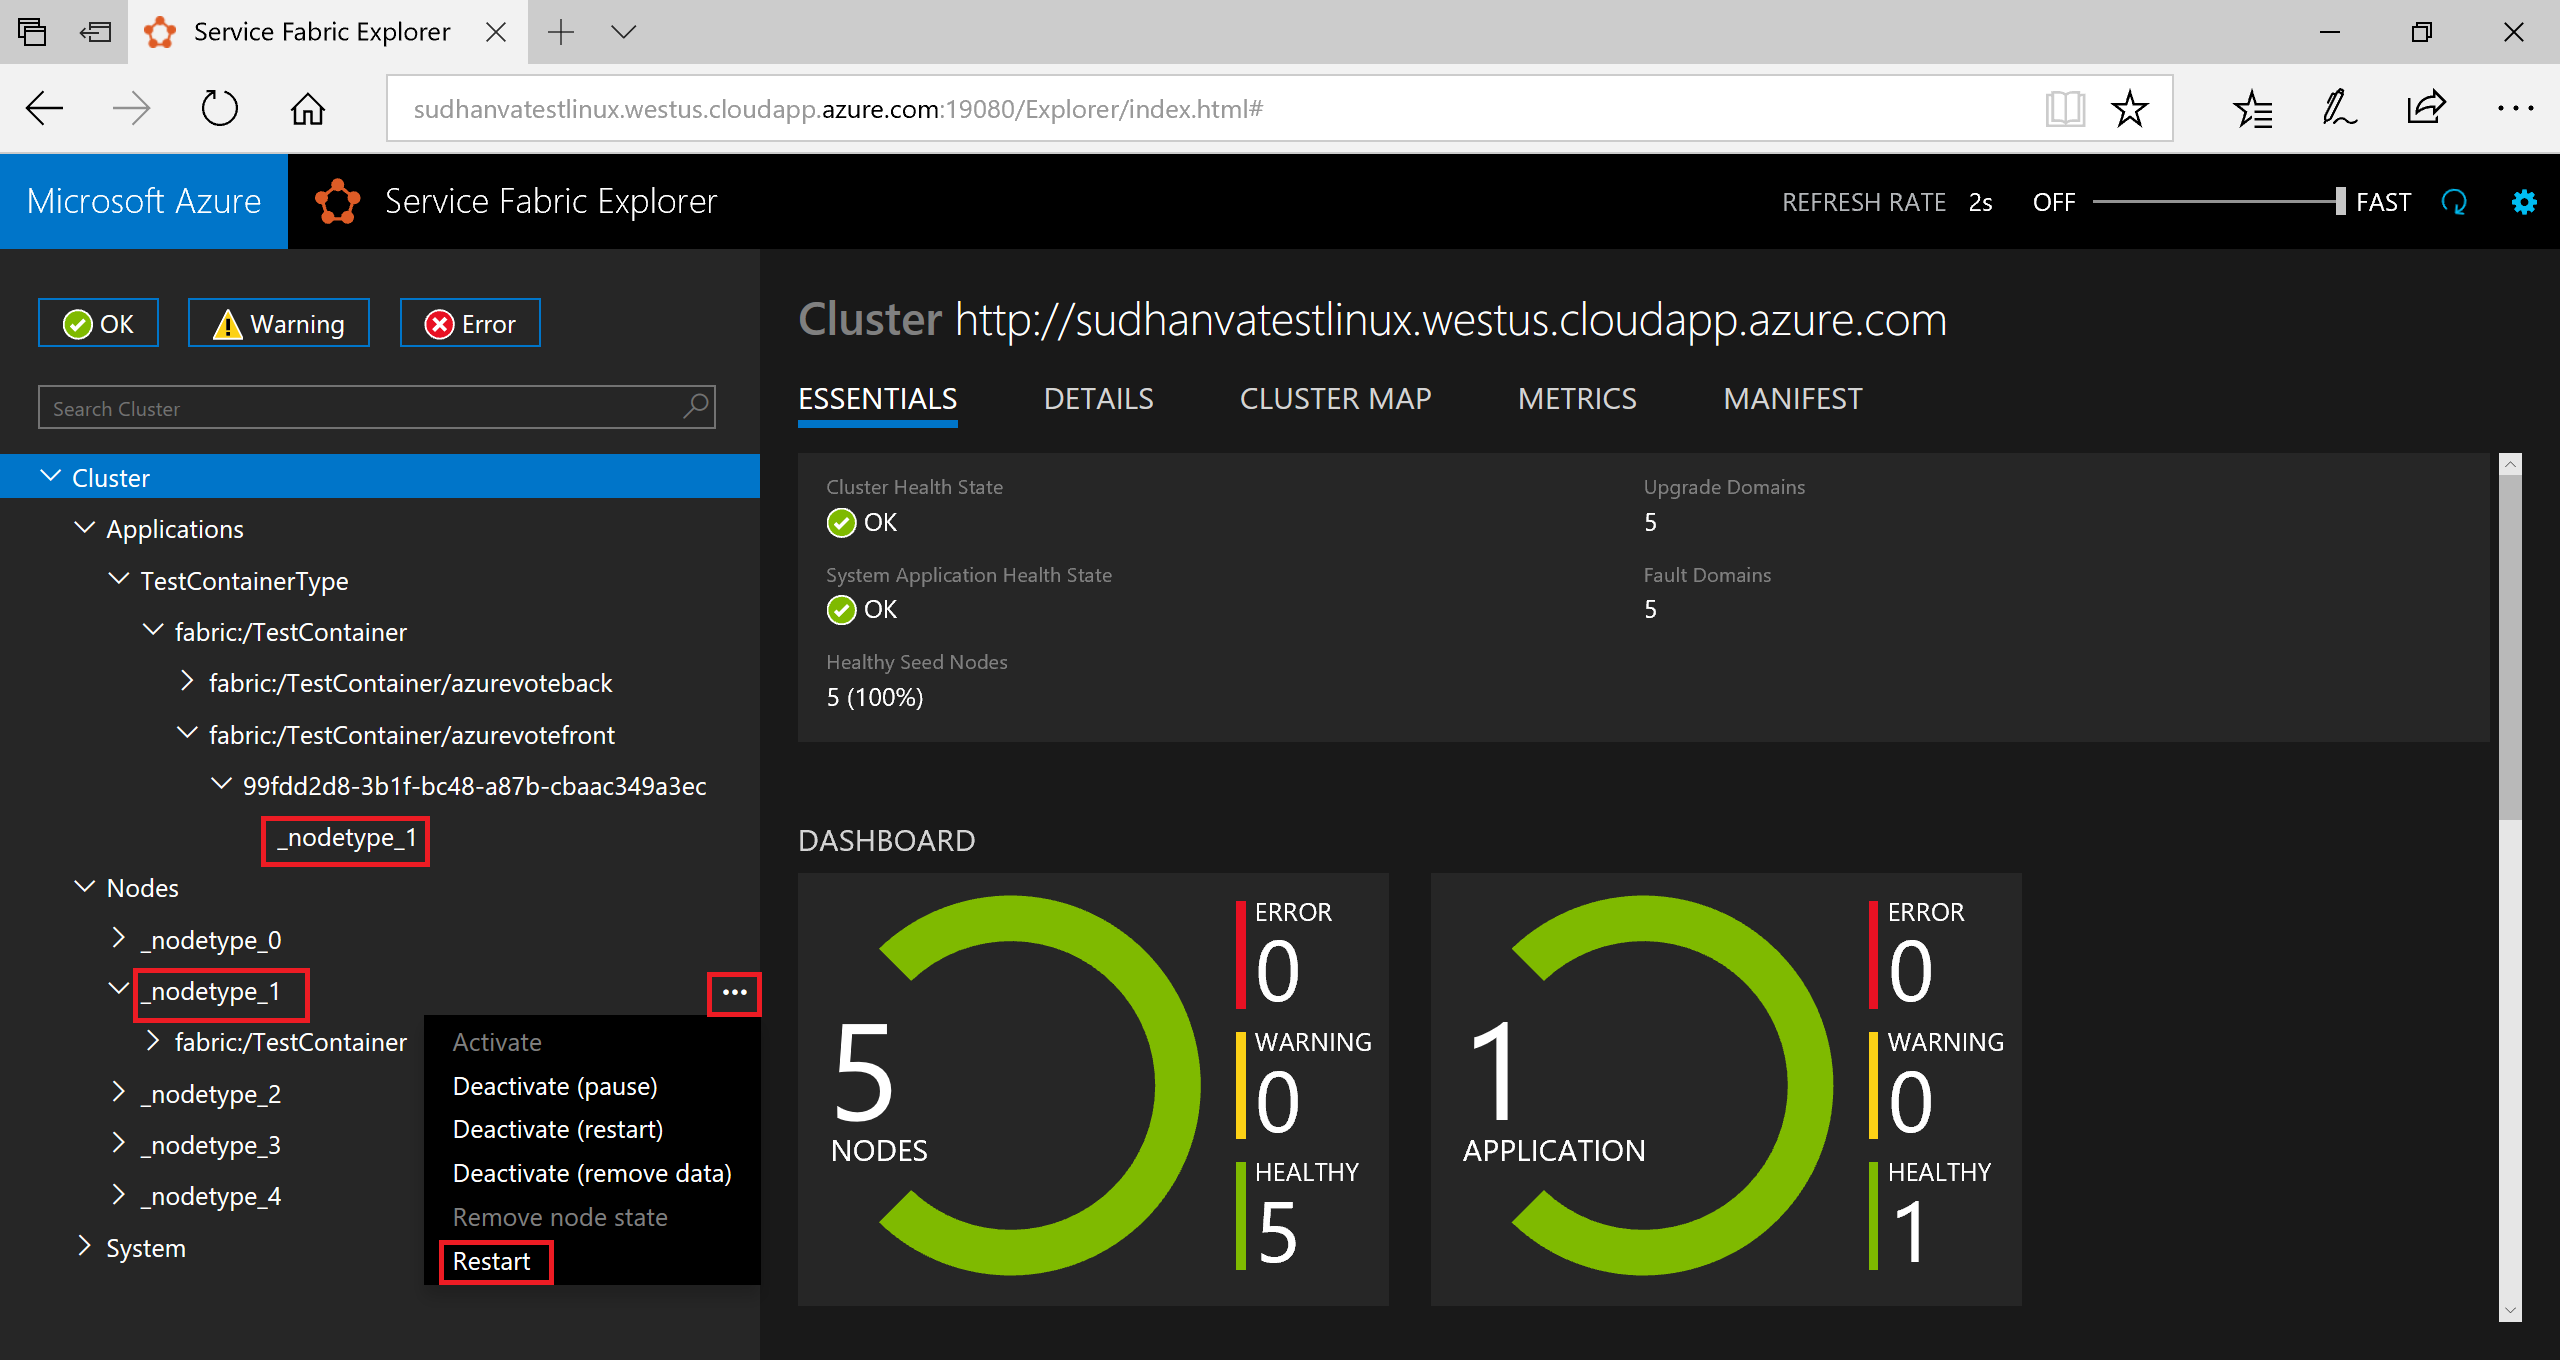 Service Fabric Explorer
sudhanvatestlinux.westus.cloudapp.azure.com:19080/Explorer/index.html#
Microsoft Azure
Service Fabric Explorer
REFRESH RATE 2s OFF FAST
OK
Warning
Error
Search Cluster
Cluster
Applications
TestContainerType
fabric:/TestContainer
fabric:/TestContainer/azurevoteback
fabric:/TestContainer/azurevotefront
99fdd2d8-3b1f-bc48-a87b-cbaac349a3ec
_nodetype_1
Nodes
_nodetype_0
_nodetype_1
fabric:/TestContainer
_nodetype_2
_nodetype_3
_nodetype_4
System
Activate
Deactivate (pause)
Deactivate (restart)
Deactivate (remove data)
Remove node state
Restart
Cluster http://sudhanvatestlinux.westus.cloudapp.azure.com
ESSENTIALS DETAILS CLUSTER MAP METRICS MANIFEST
Cluster Health State
OK
Upgrade Domains
5
System Application Health State
OK
Fault Domains
5
Healthy Seed Nodes
5 (100%)
DASHBOARD
5
NODES
ERROR
0
WARNING
0
HEALTHY
5
1
APPLICATION
ERROR
0
WARNING
0
HEALTHY
1